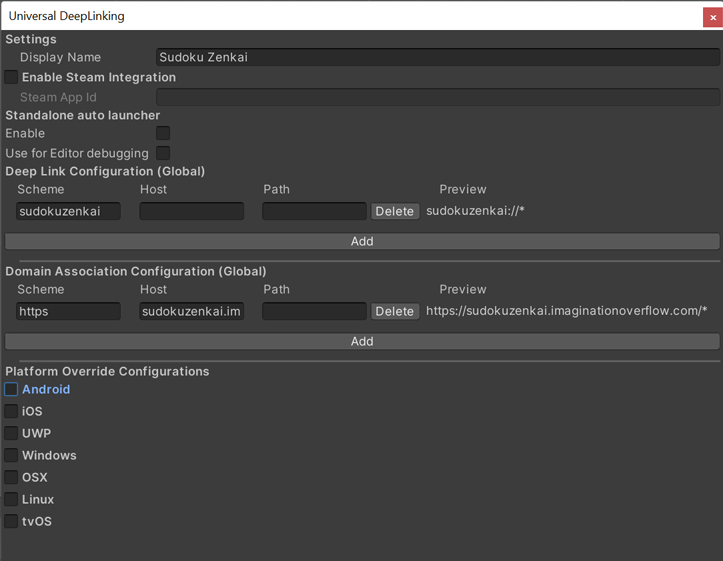 Universal DeepLinking
×
Settings
Display Name Sudoku Zenkai
Enable Steam Integration
Steam App Id
Standalone auto launcher
Enable
Use for Editor debugging
Deep Link Configuration (Global)
Scheme Host Path Preview
sudokuzenkai Delete sudokuzenkai://*
Add
Domain Association Configuration (Global)
Scheme Host Path Preview
https sudokuzenkai.im Delete https://sudokuzenkai.imaginationoverflow.com/*
Add
Platform Override Configurations
Android
iOS
UWP
Windows
OSX
Linux
tvOS